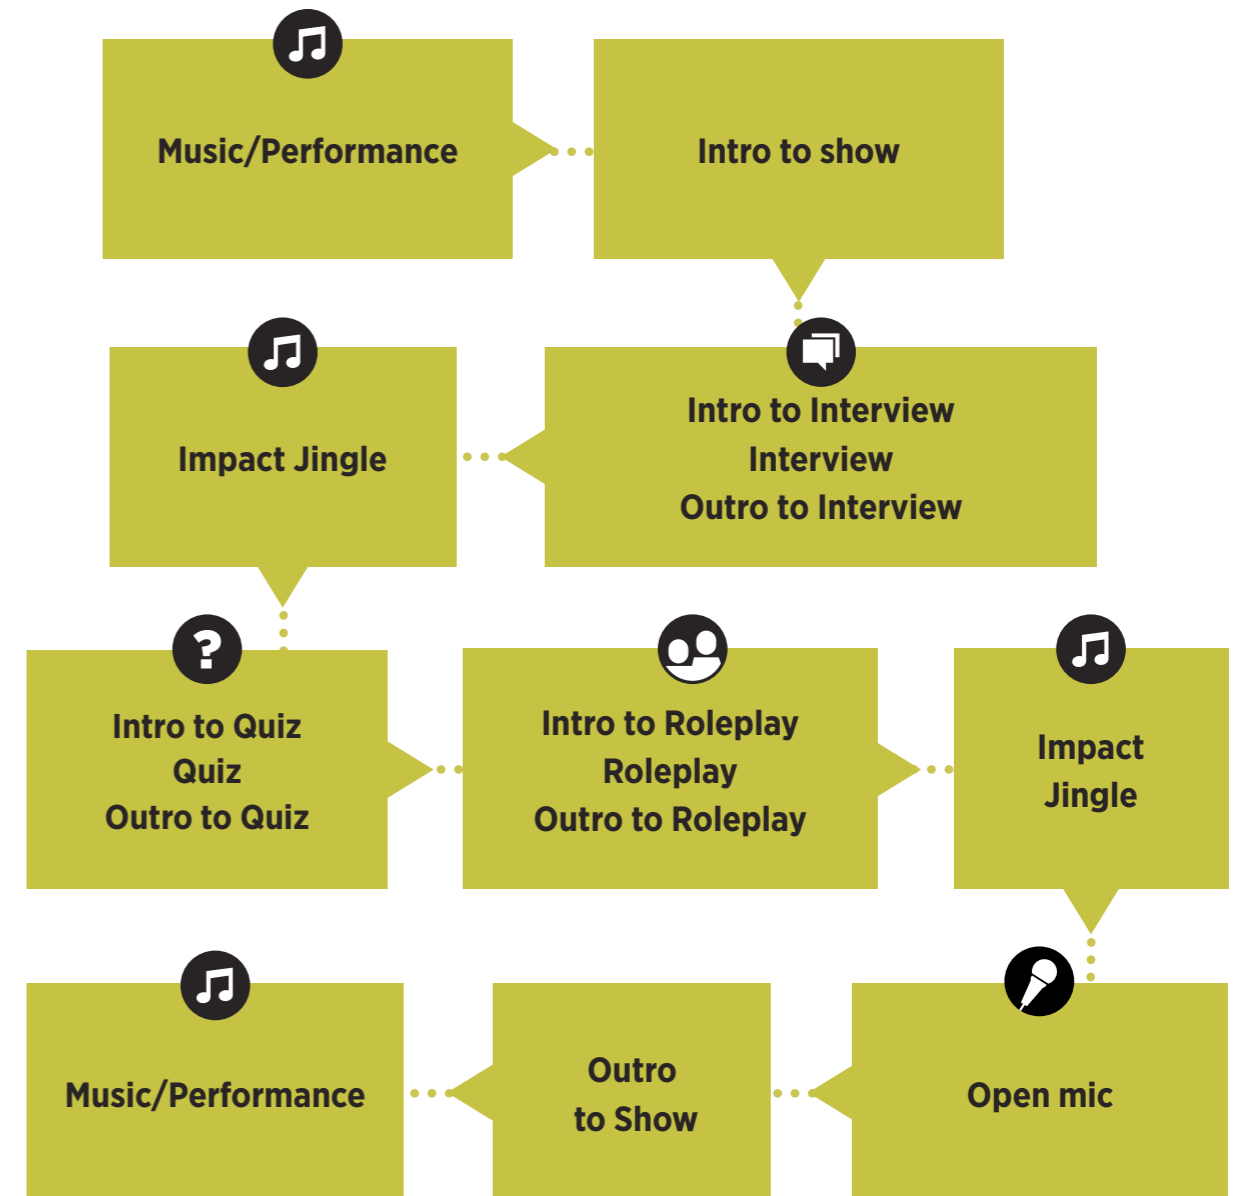 Music/Performance
Intro to show
Intro to Interview
Interview
Outro to Interview
Impact Jingle
?
Intro to Quiz
Quiz
Outro to Quiz
Intro to Roleplay
Roleplay
Outro to Roleplay
Impact
Jingle
Open mic
Outro
to Show
Music/Performance